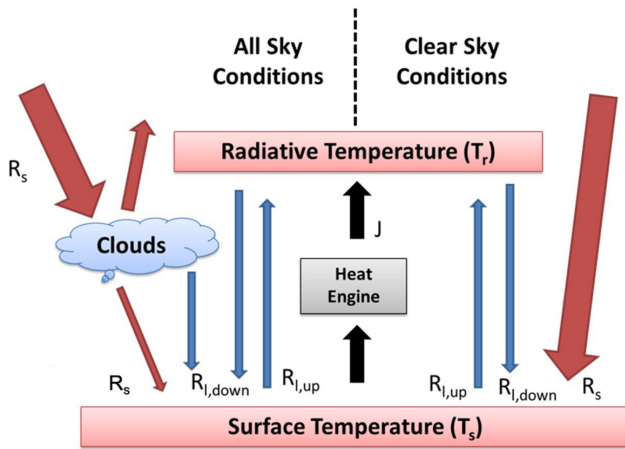 All Sky
Conditions
Clear Sky
Conditions
Radiative Temperature (Tr)
Rs
J
Clouds
Heat
Engine
Rs
Rl,down
Rl,up
Rl,up
Rl,down
Rs
Surface Temperature (Ts)